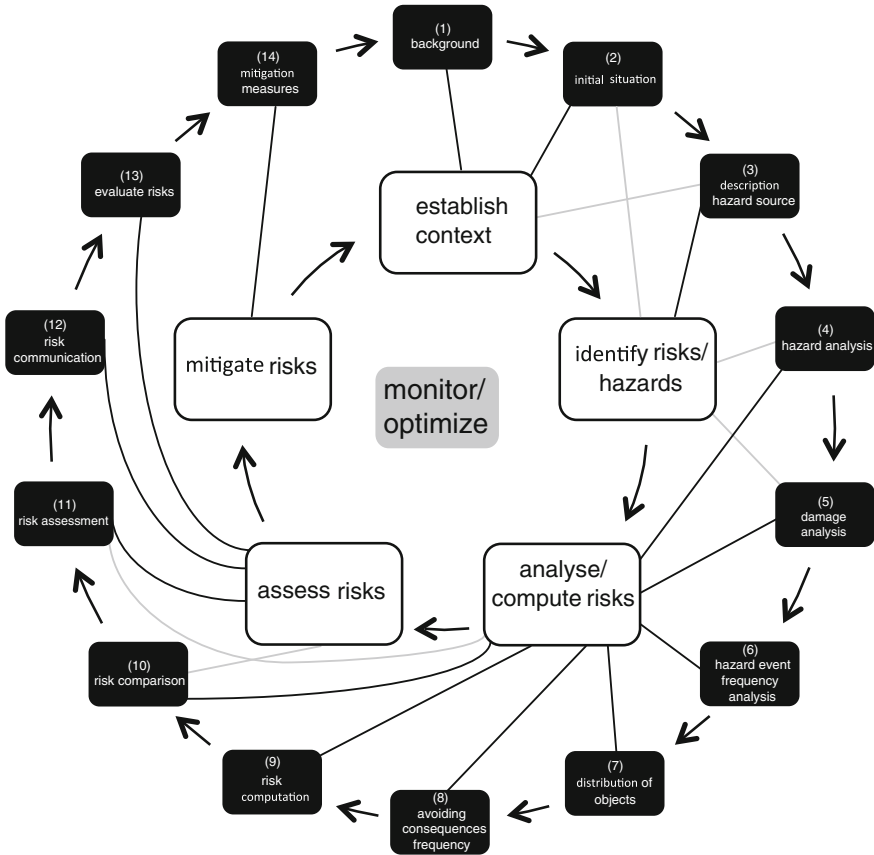 (1)
background
(2)
initial situation
(3)
description
hazard source
(4)
hazard analysis
(5)
damage
analysis
(6)
hazard event
frequency
analysis
(7)
distribution of
objects
(8)
avoiding
consequences
frequency
(9)
risk
computation
(10)
risk comparison
(11)
risk assessment
(12)
risk
communication
(13)
evaluate risks
(14)
mitigation
measures
establish
context
identify risks/
hazards
analyse/
compute risks
assess risks
mitigate risks
monitor/
optimize